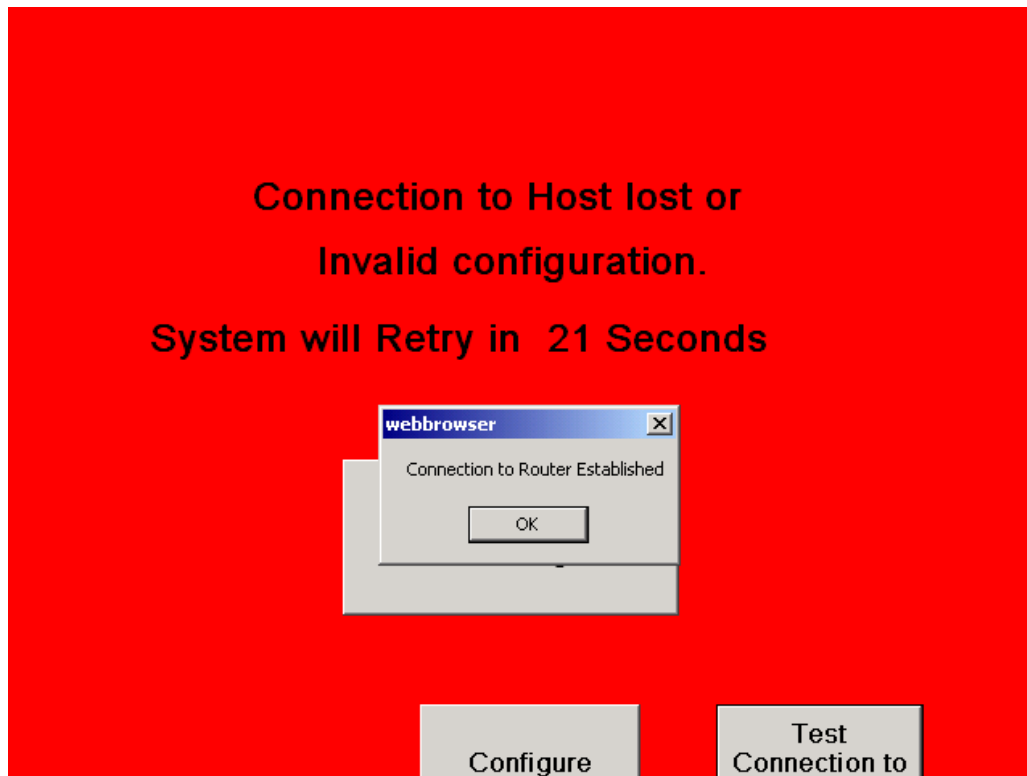 Connection to Host lost or
Invalid configuration.
System will Retry in 21 Seconds
webbrowser
Connection to Router Established
OK
Configure
Test
Connection to